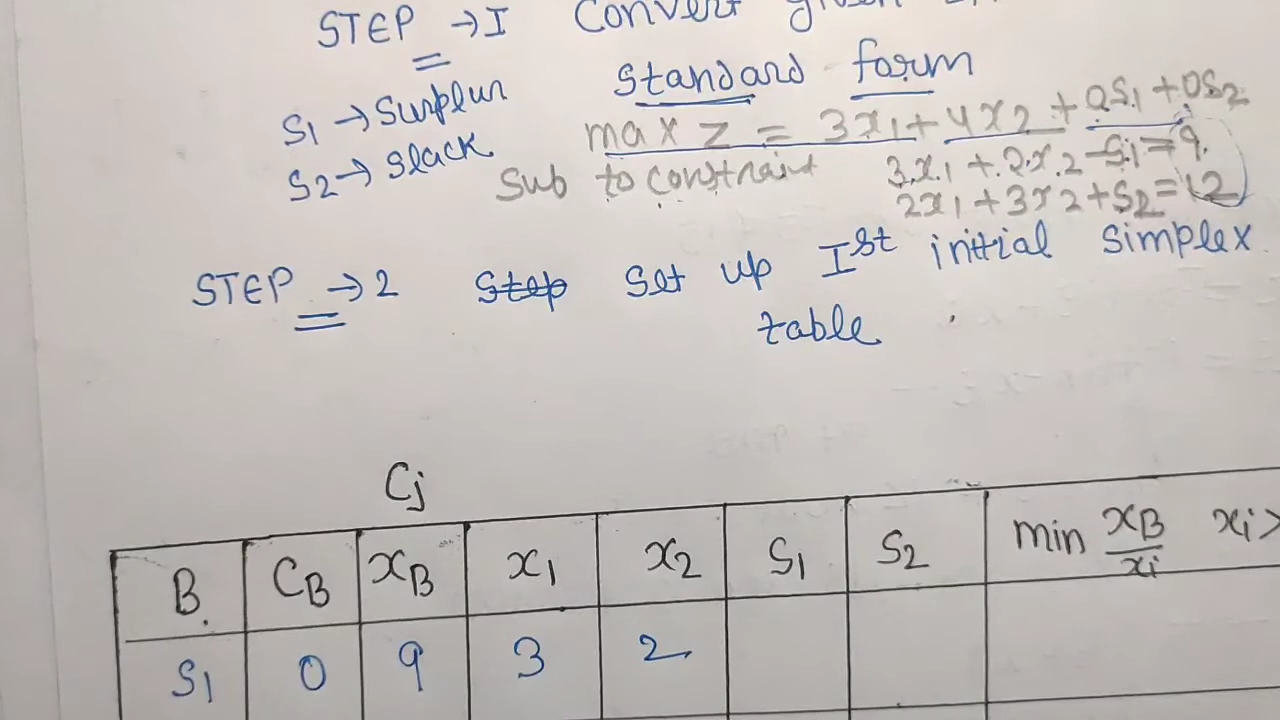 STEP → I Convert given
Standard form
S1 → Surplun
S2 → Slack
max z = 3x1 + 4x2 + 0S1 + 0S2
Sub to constraint 3x1 + 2x2 - S1 = 9
2x1 + 3x2 + S2 = 12
STEP → 2 Step Set up Ist initial simplex
table
Cj
B CB xB x1 x2 S1 S2 min xB/xi xi>
S1 0 9 3 2